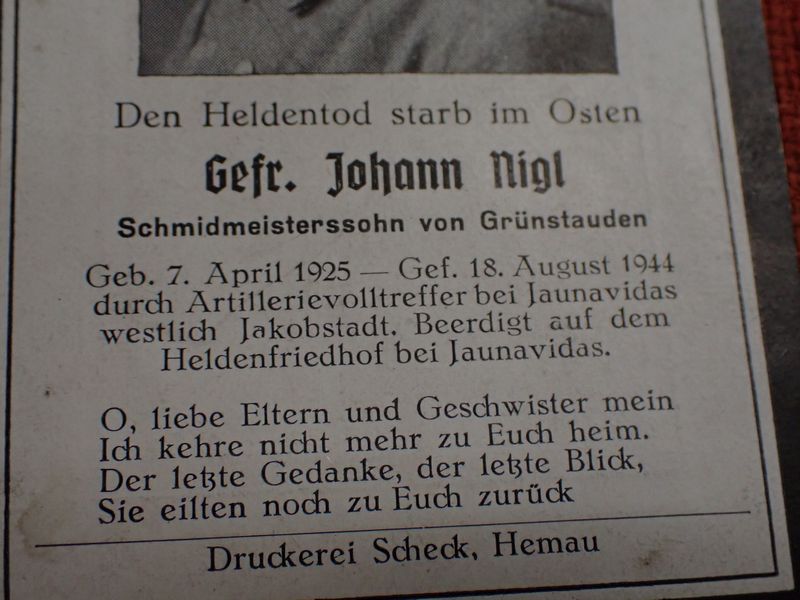 Den Heldentod starb im Osten
Gefr. Johann Nigl
Schmidmeisterssohn von Grünstauden
Geb. 7. April 1925 — Gef. 18. August 1944
durch Artillerievolltreffer bei Jaunavidas
westlich Jakobstadt. Beerdigt auf dem
Heldenfriedhof bei Jaunavidas.
O, liebe Eltern und Geschwister mein
Ich kehre nicht mehr zu Euch heim.
Der letzte Gedanke, der letzte Blick,
Sie eilten noch zu Euch zurück
Druckerei Scheck, Hemau